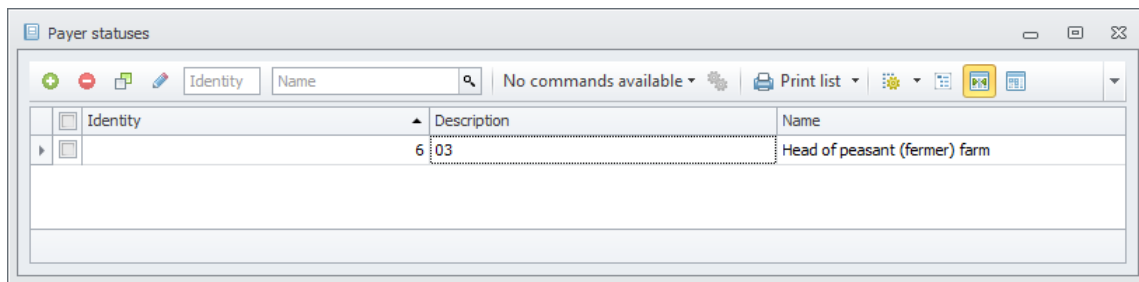 Payer statuses
Identity Name No commands available Print list
Identity Description Name
6 03 Head of peasant (fermer) farm